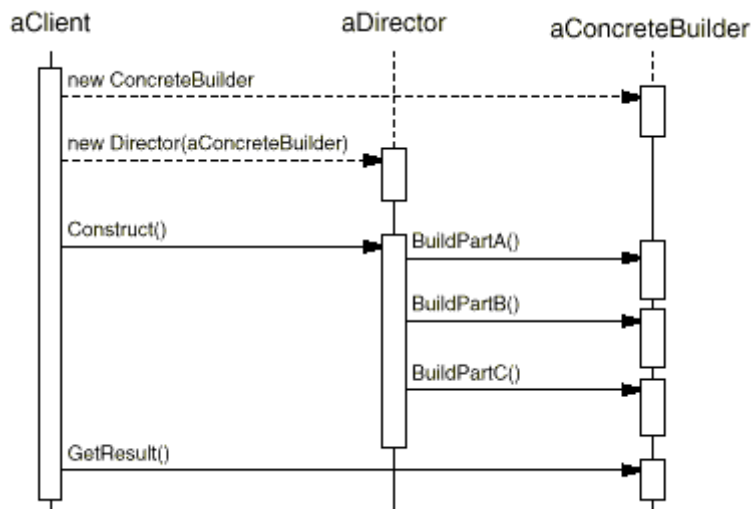 aClient
aDirector
aConcreteBuilder
new ConcreteBuilder
new Director(aConcreteBuilder)
Construct()
BuildPartA()
BuildPartB()
BuildPartC()
GetResult()